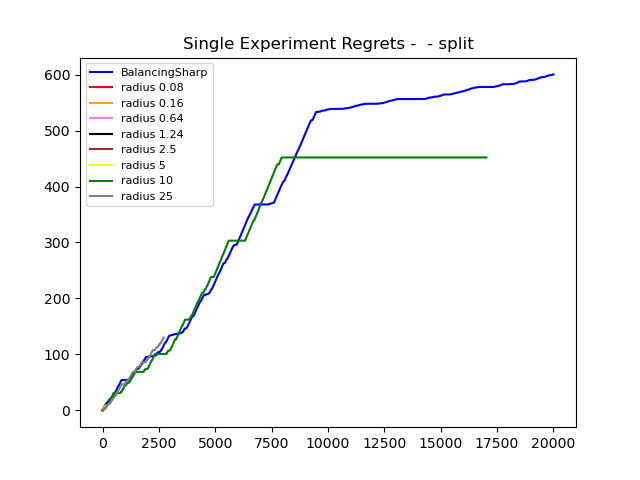 Single Experiment Regrets -  - split
BalancingSharp
radius 0.08
radius 0.16
radius 0.64
radius 1.24
radius 2.5
radius 5
radius 10
radius 25
600
500
400
300
200
100
0
0 2500 5000 7500 10000 12500 15000 17500 20000